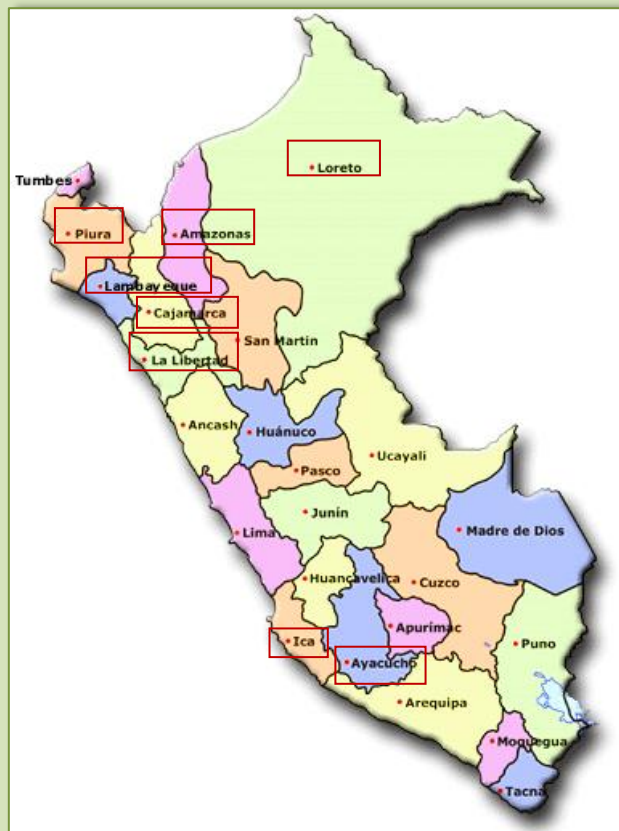 Loreto
Tumbes
Piura
Amazonas
Lambayeque
Cajamarca
San Martín
La Libertad
Ancash
Huánuco
Ucayali
Pasco
Junín
Lima
Madre de Dios
Huancavelica
Cuzco
Apurímac
Ica
Puno
Ayacucho
Arequipa
Moquegua
Tacna